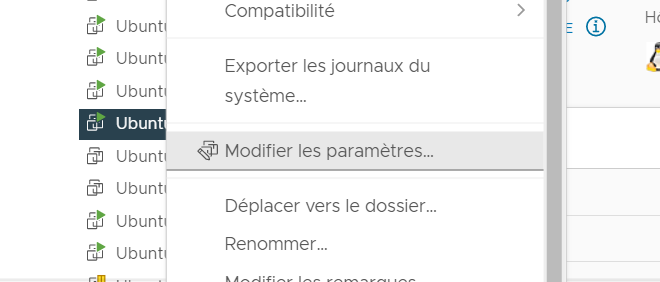 Compatibilité
Ubuntu
Ubuntu
Exporter les journaux du
système...
Ubuntu
Ubuntu
Modifier les paramètres...
Ubuntu
Ubuntu
Déplacer vers le dossier...
Ubuntu
Renommer...
Ubuntu
Modifier les remarques